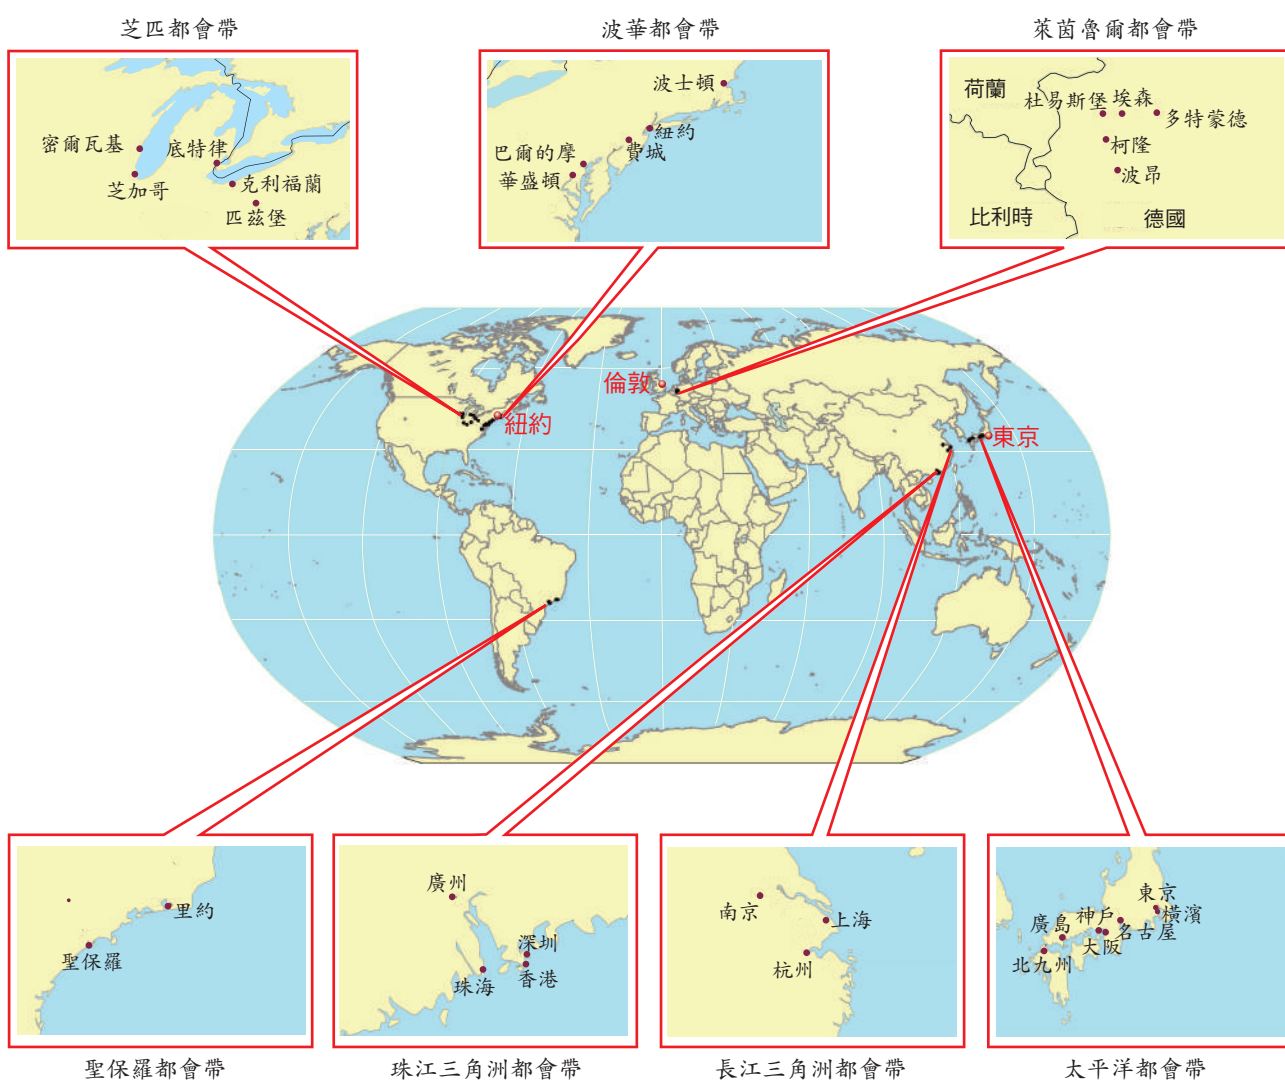 芝匹都會帶
密爾瓦基
底特律
芝加哥
克利福蘭
匹茲堡
波華都會帶
波士頓
紐約
費城
巴爾的摩
華盛頓
萊茵魯爾都會帶
荷蘭
杜易斯堡
埃森
多特蒙德
柯隆
波昂
比利時
德國
倫敦
紐約
東京
里約
聖保羅
聖保羅都會帶
廣州
深圳
珠海
香港
珠江三角洲都會帶
南京
上海
杭州
長江三角洲都會帶
東京
橫濱
神戶
廣島
名古屋
大阪
北九州
太平洋都會帶